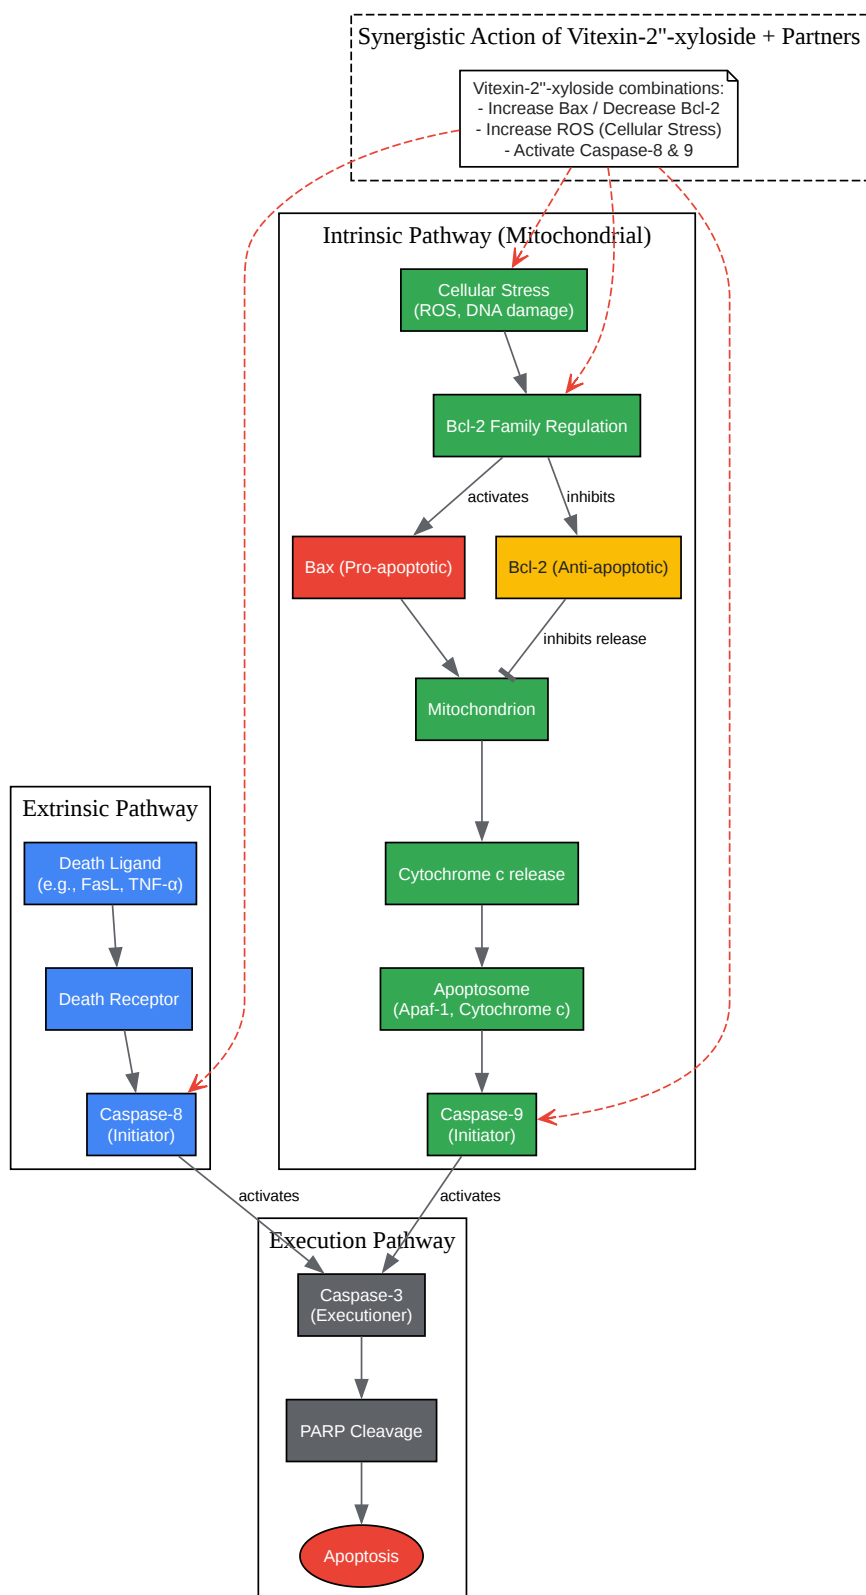 Synergistic Action of Vitexin-2"-xyloside + Partners
Vitexin-2"-xyloside combinations:
- Increase Bax / Decrease Bcl-2
- Increase ROS (Cellular Stress)
- Activate Caspase-8 & 9
Intrinsic Pathway (Mitochondrial)
Cellular Stress
(ROS, DNA damage)
Bcl-2 Family Regulation
activates
inhibits
Bax (Pro-apoptotic)
Bcl-2 (Anti-apoptotic)
inhibits release
Mitochondrion
Cytochrome c release
Apoptosome
(Apaf-1, Cytochrome c)
Caspase-9
(Initiator)
Extrinsic Pathway
Death Ligand
(e.g., FasL, TNF-α)
Death Receptor
Caspase-8
(Initiator)
activates
activates
Execution Pathway
Caspase-3
(Executioner)
PARP Cleavage
Apoptosis